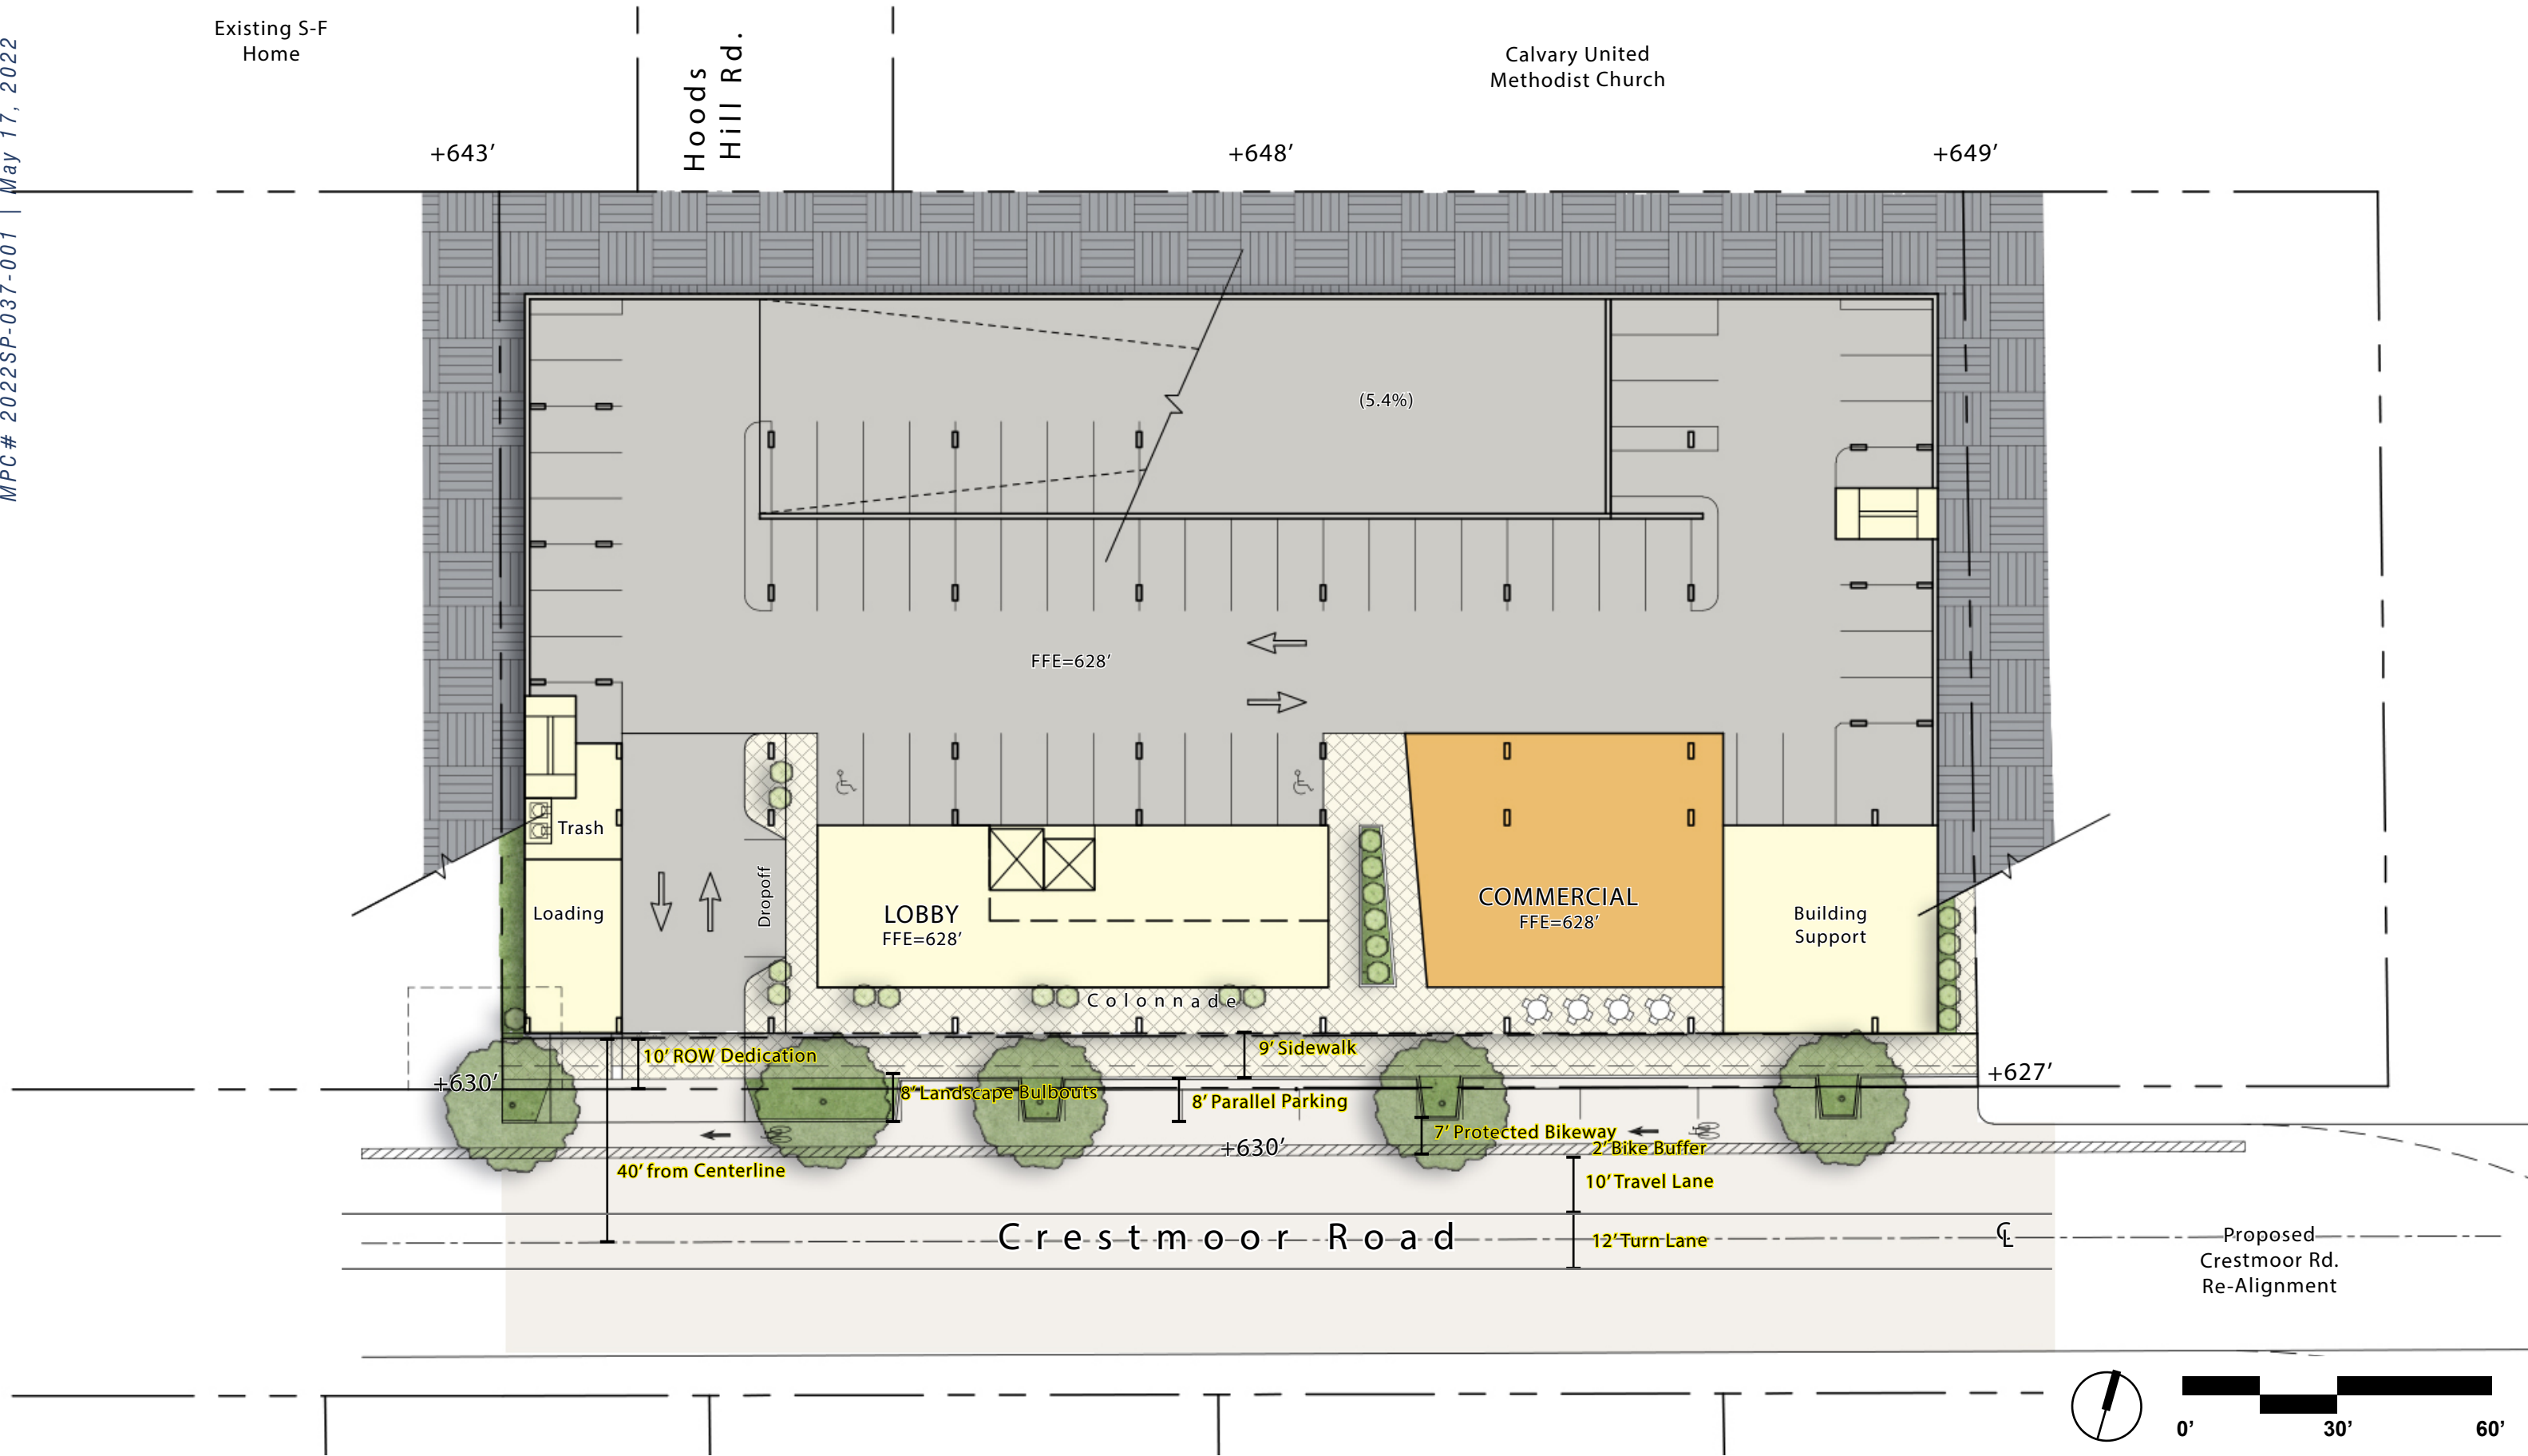 MPC# 2022SP-037-001 | May 17, 2022
Existing S-F
Home
Hoods
Hill Rd.
Calvary United
Methodist Church
+643’
+648’
+649’
(5.4%)
FFE=628’
Trash
Loading
Dropoff
LOBBY
FFE=628’
COMMERCIAL
FFE=628’
Building
Support
Colonnade
10’ ROW Dedication
9’ Sidewalk
+630’
+627’
8’ Landscape Bulbouts
8’ Parallel Parking
7’ Protected Bikeway
+630’
2’ Bike Buffer
40’ from Centerline
10’ Travel Lane
Crestmoor Road
12’ Turn Lane
CL
Proposed
Crestmoor Rd.
Re-Alignment
0’ 30’ 60’